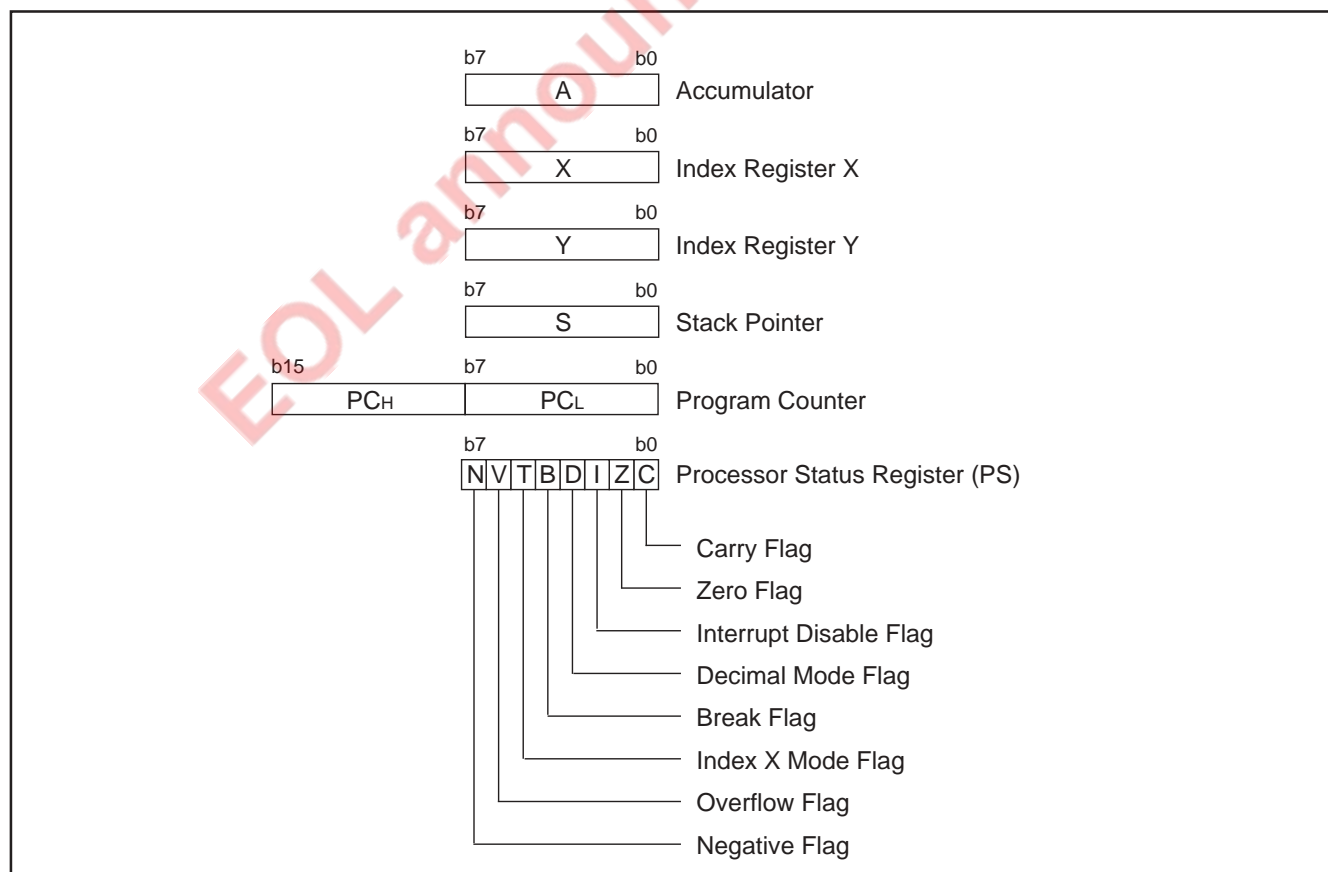 EOL announ
b7 b0
A Accumulator
b7 b0
X Index Register X
b7 b0
Y Index Register Y
b7 b0
S Stack Pointer
b15 b7 b0
PCH PCL Program Counter
b7 b0
N V T B D I Z C Processor Status Register (PS)
Carry Flag
Zero Flag
Interrupt Disable Flag
Decimal Mode Flag
Break Flag
Index X Mode Flag
Overflow Flag
Negative Flag